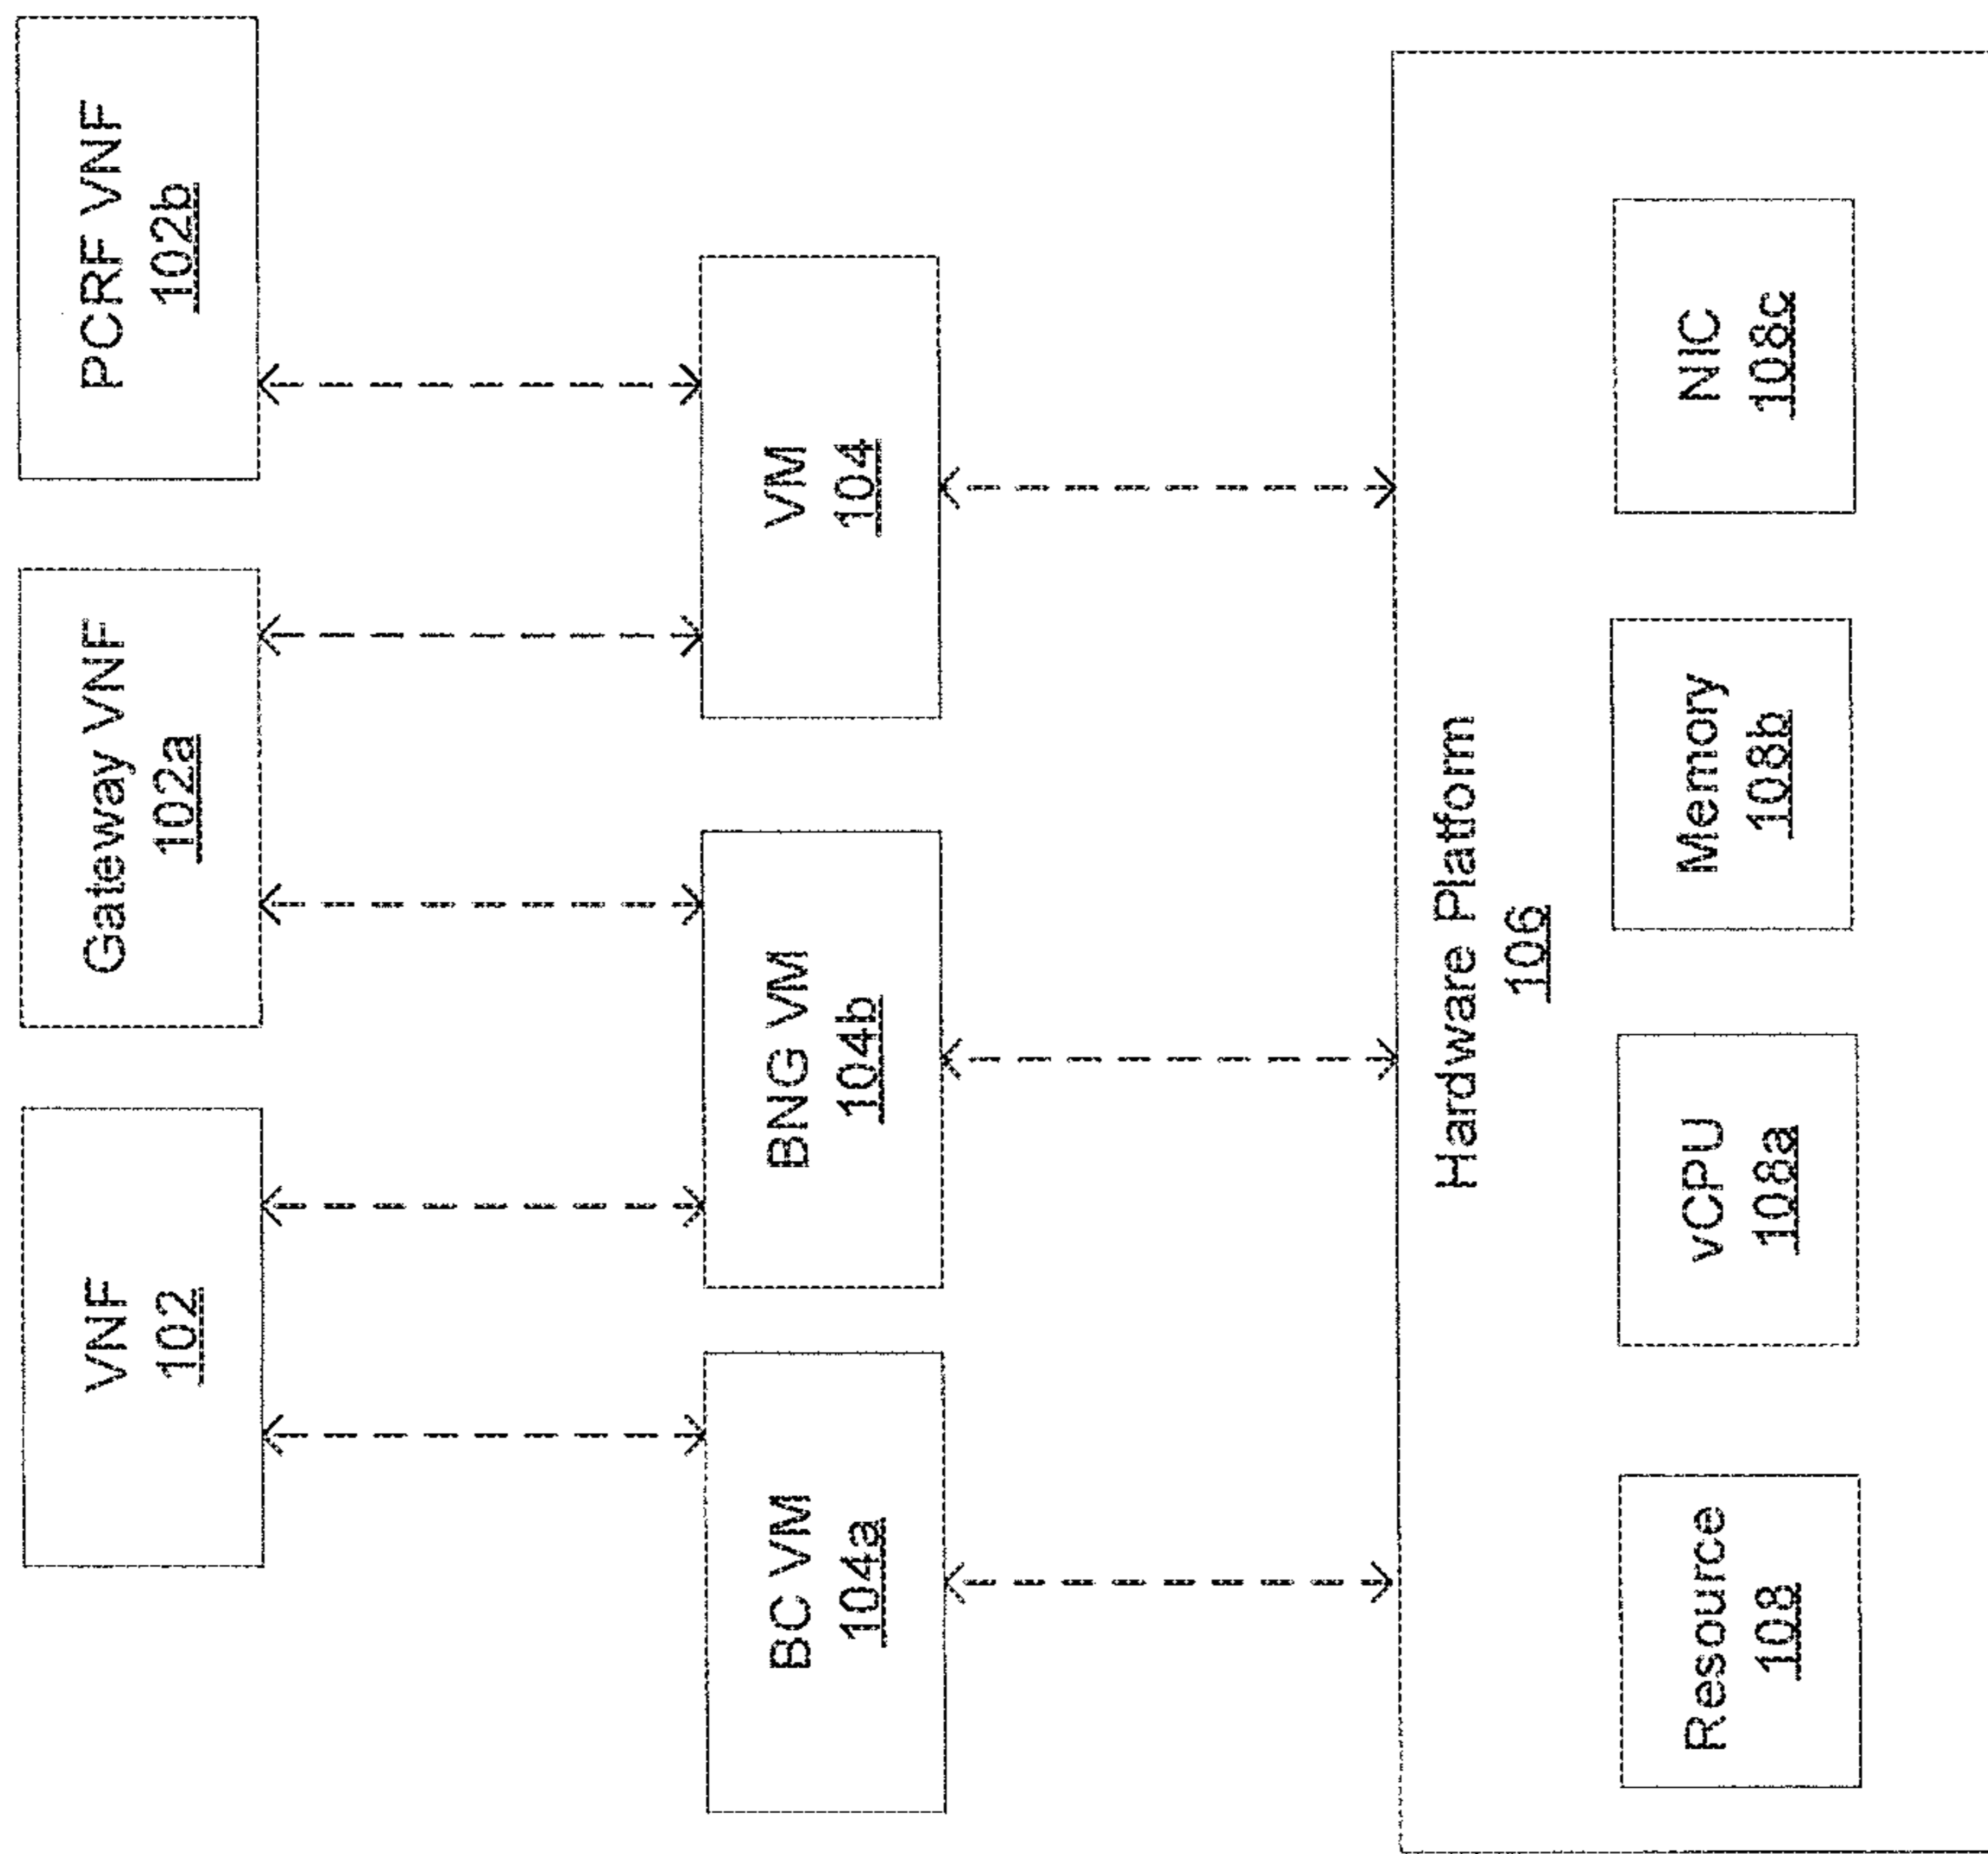 VNF
102
Gateway VNF
102a
PCRF VNF
102b
BC VM
104a
BNG VM
104b
VM
104
Hardware Platform
106
Resource
108
vCPU
108a
Memory
108b
NIC
108c